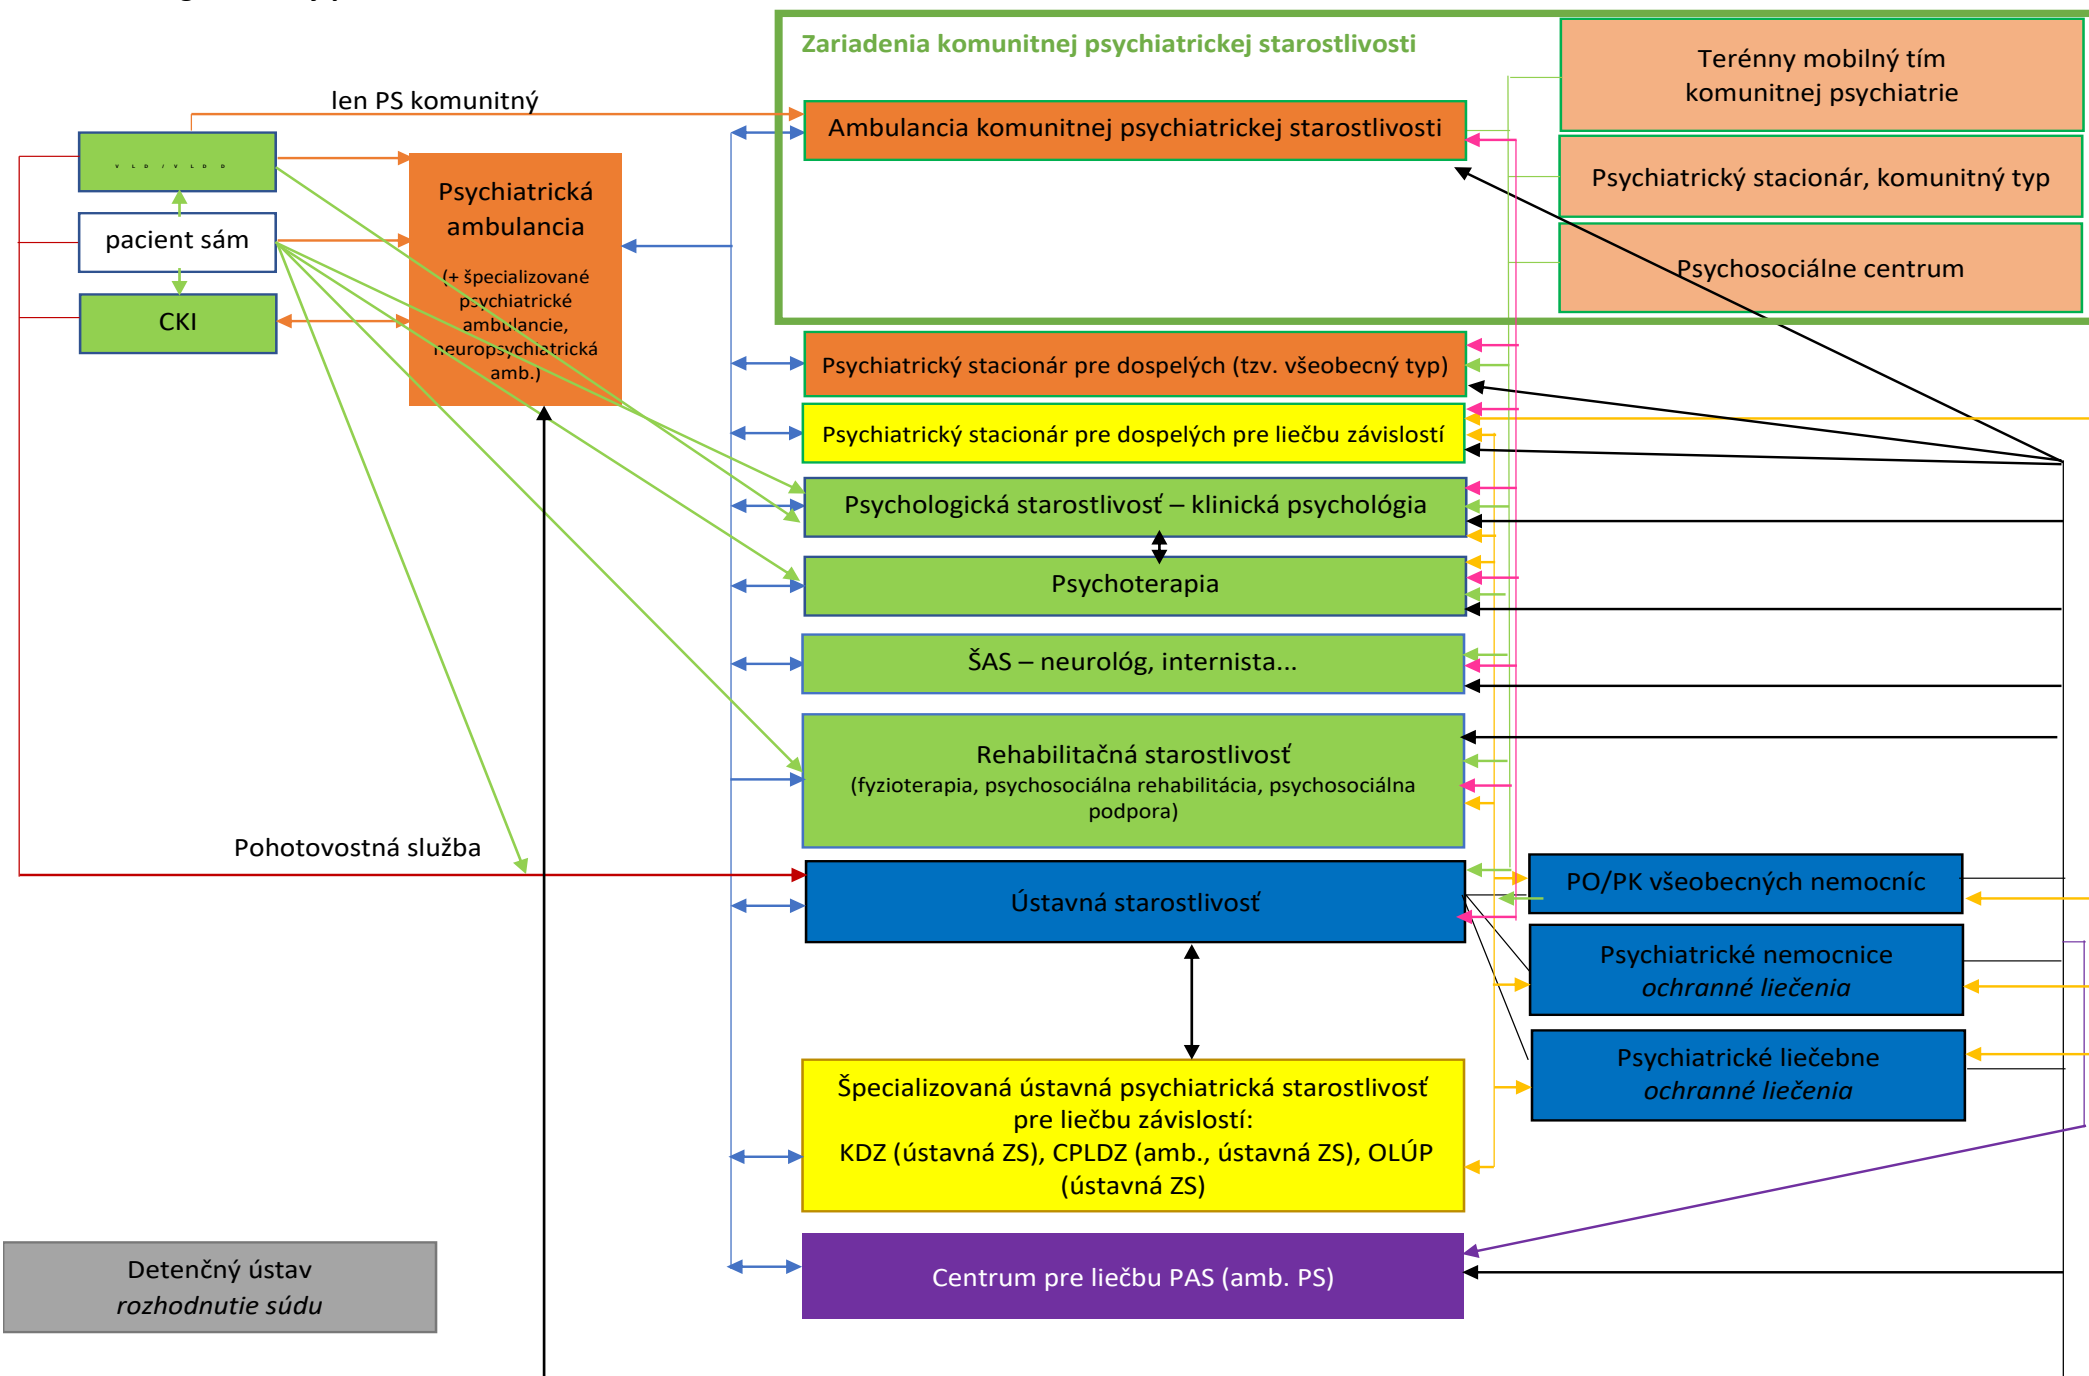 Zariadenia komunitnej psychiatrickej starostlivosti
Terénny mobilný tím
komunitnej psychiatrie
len PS komunitný
Ambulancia komunitnej psychiatrickej starostlivosti
VLD/VLDD
Psychiatrická
ambulancia
(+ špecializované
psychiatrické
ambulancie,
neuropsychiatrická
amb.)
Psychiatrický stacionár, komunitný typ
pacient sám
Psychosociálne centrum
CKI
Psychiatrický stacionár pre dospelých (tzv. všeobecný typ)
Psychiatrický stacionár pre dospelých pre liečbu závislostí
Psychologická starostlivosť – klinická psychológia
Psychoterapia
ŠAS – neurológ, internista...
Rehabilitačná starostlivosť
(fyzioterapia, psychosociálna rehabilitácia, psychosociálna
podpora)
Pohotovostná služba
Ústavná starostlivosť
PO/PK všeobecných nemocníc
Psychiatrické nemocnice
ochranné liečenia
Psychiatrické liečebne
ochranné liečenia
Špecializovaná ústavná psychiatrická starostlivosť
pre liečbu závislostí:
KDZ (ústavná ZS), CPLDZ (amb., ústavná ZS), OLÚP
(ústavná ZS)
Centrum pre liečbu PAS (amb. PS)
Detenčný ústav
rozhodnutie súdu